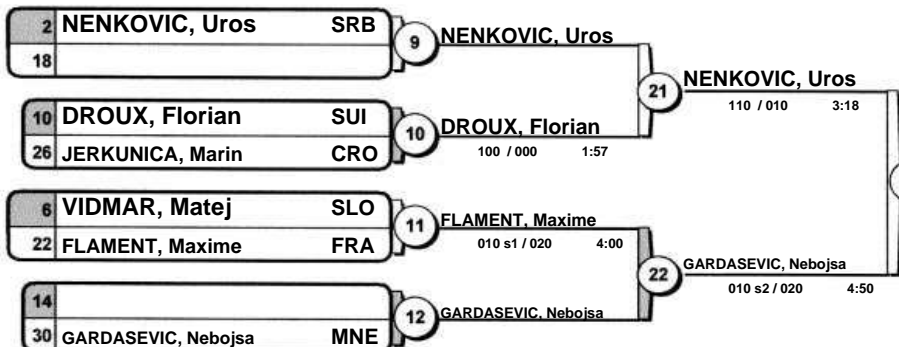 2 NENKOVIC, Uros SRB
18
9
NENKOVIC, Uros
10 DROUX, Florian SUI
26 JERKUNICA, Marin CRO
10
DROUX, Florian
100 / 000 1:57
21
NENKOVIC, Uros
110 / 010 3:18
6 VIDMAR, Matej SLO
22 FLAMENT, Maxime FRA
11
FLAMENT, Maxime
010 s1 / 020 4:00
14
30 GARDASEVIC, Nebojsa MNE
12
GARDASEVIC, Nebojsa
22
GARDASEVIC, Nebojsa
010 s2 / 020 4:50